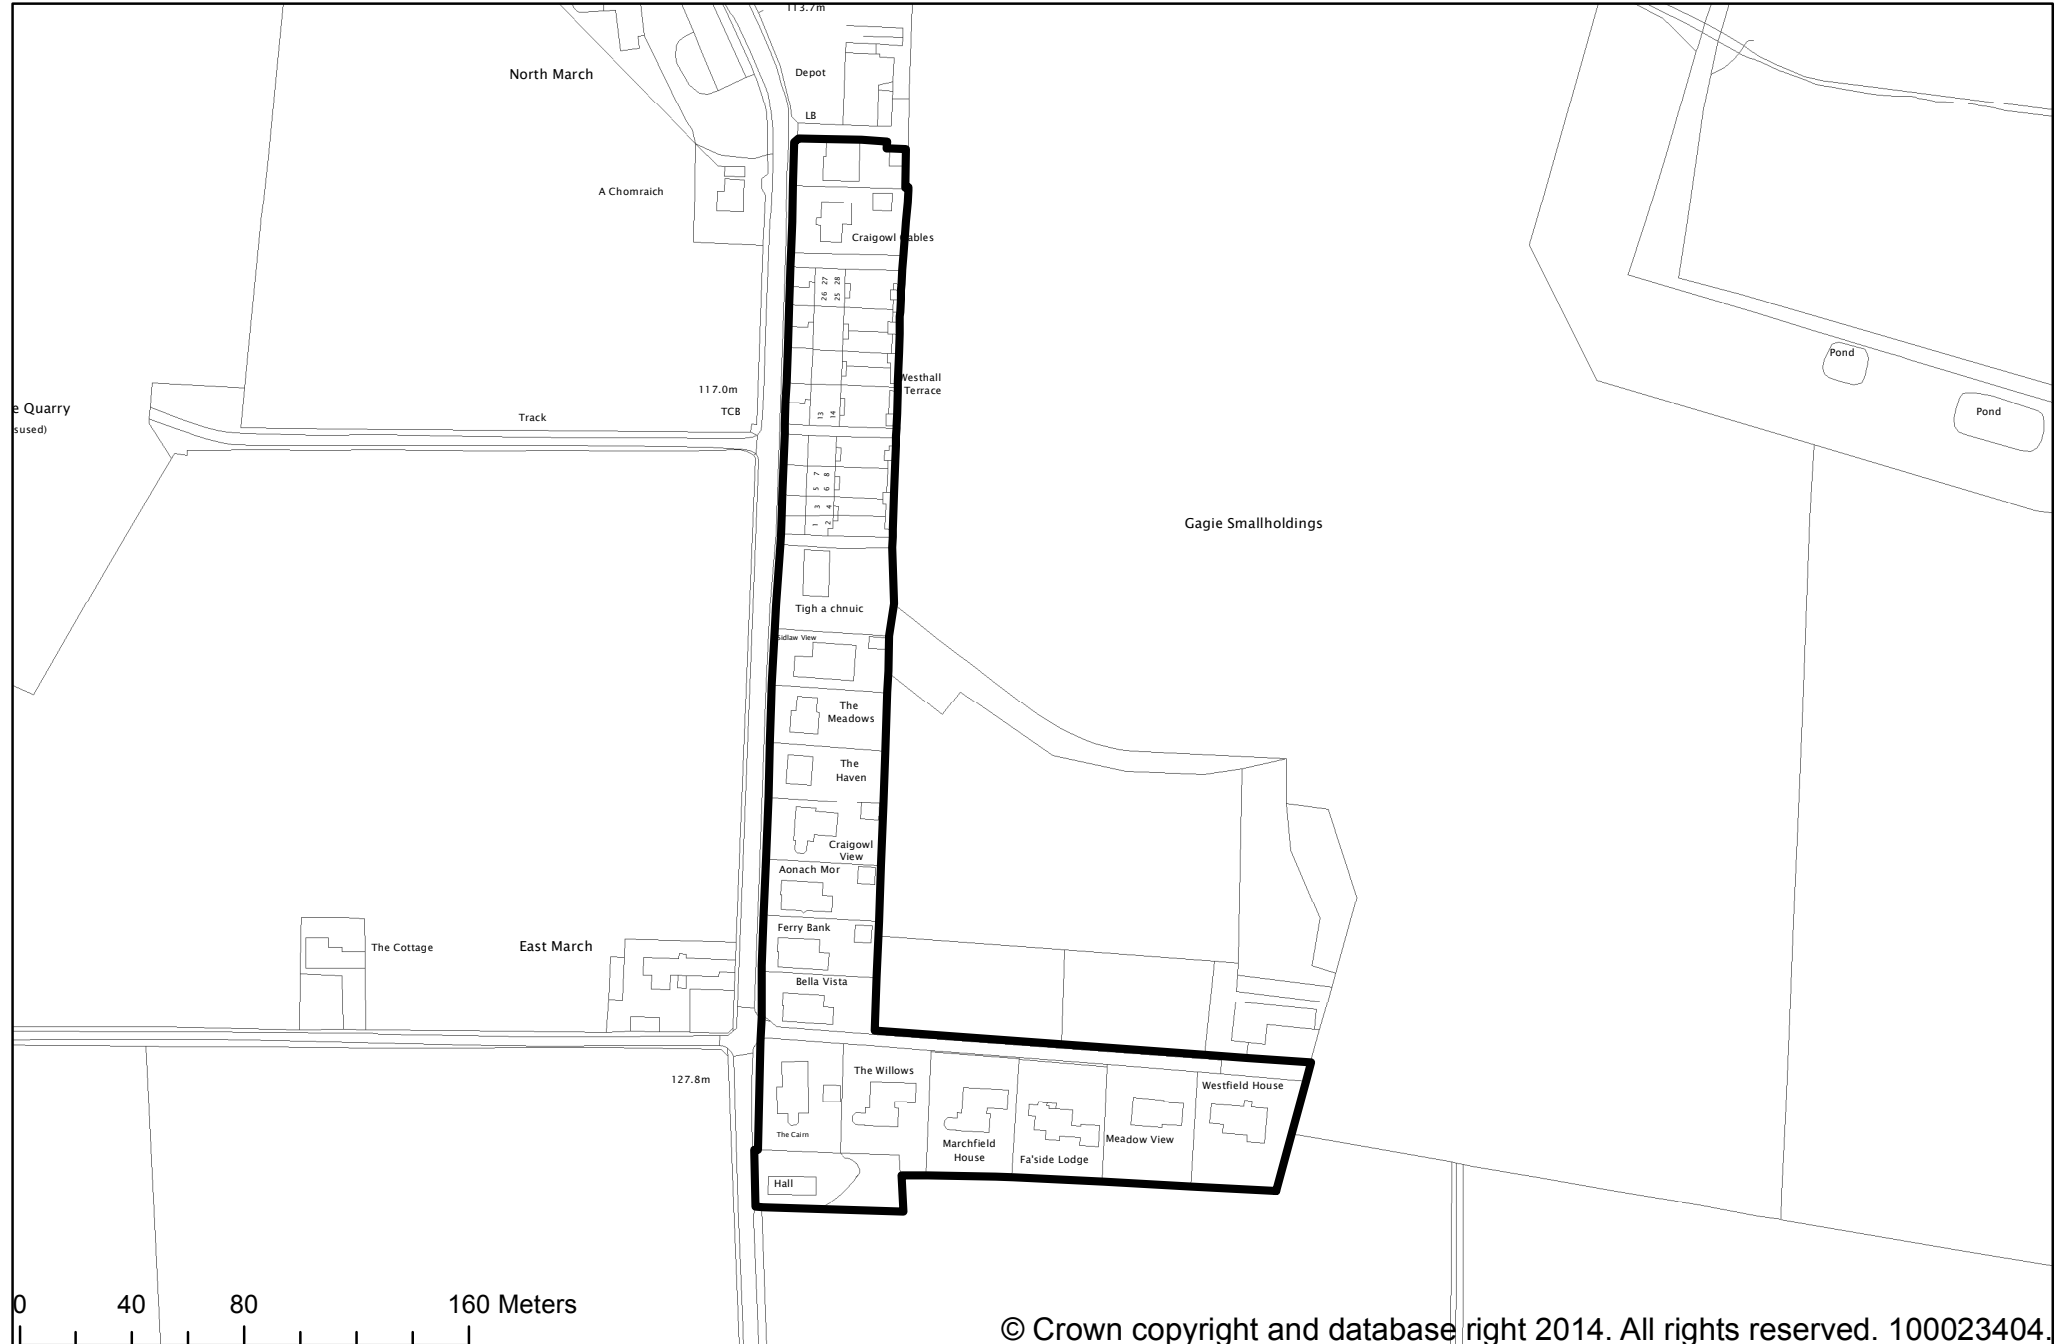 113.7m
North March
Depot
LB
A Chomraich
Craigowl ables
27 28
26 25
Pond
Westhall
Terrace
117.0m
TCB
e Quarry
sused)
Track
13 14
Pond
7 8
5 6
3 4
1 2
Gagie Smallholdings
Tigh a chnuic
Sidlaw View
The
Meadows
The
Haven
Craigowl
View
Aonach Mor
Ferry Bank
The Cottage
East March
Bella Vista
127.8m
The Willows
Westfield House
The Cairn
Marchfield
House
Meadow View
Fa'side Lodge
Hall
0 40 80 160 Meters
© Crown copyright and database right 2014. All rights reserved. 100023404.